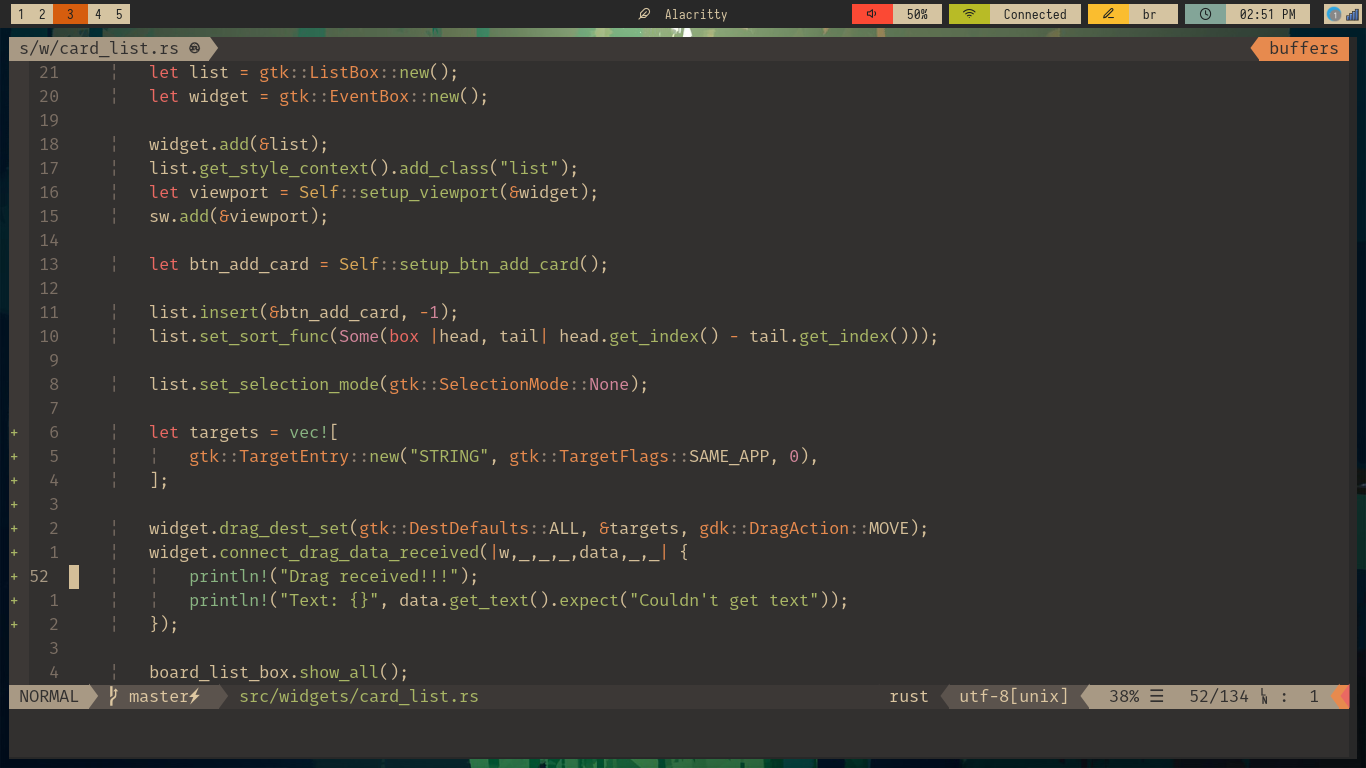 1 2 3 4 5 Alacritty 50% Connected br 02:51 PM
s/w/card_list.rs buffers
21 let list = gtk::ListBox::new();
20 let widget = gtk::EventBox::new();
19
18 widget.add(&list);
17 list.get_style_context().add_class("list");
16 let viewport = Self::setup_viewport(&widget);
15 sw.add(&viewport);
14
13 let btn_add_card = Self::setup_btn_add_card();
12
11 list.insert(&btn_add_card, -1);
10 list.set_sort_func(Some(box |head, tail| head.get_index() - tail.get_index()));
9
8 list.set_selection_mode(gtk::SelectionMode::None);
7
+ 6 let targets = vec![
+ 5 gtk::TargetEntry::new("STRING", gtk::TargetFlags::SAME_APP, 0),
+ 4 ];
+ 3
+ 2 widget.drag_dest_set(gtk::DestDefaults::ALL, &targets, gdk::DragAction::MOVE);
+ 1 widget.connect_drag_data_received(|w,_,_,_,data,_,_| {
+ 52 println!("Drag received!!!");
+ 1 println!("Text: {}", data.get_text().expect("Couldn't get text"));
+ 2 });
3
4 board_list_box.show_all();
NORMAL master src/widgets/card_list.rs rust utf-8[unix] 38% ☰ 52/134 : 1